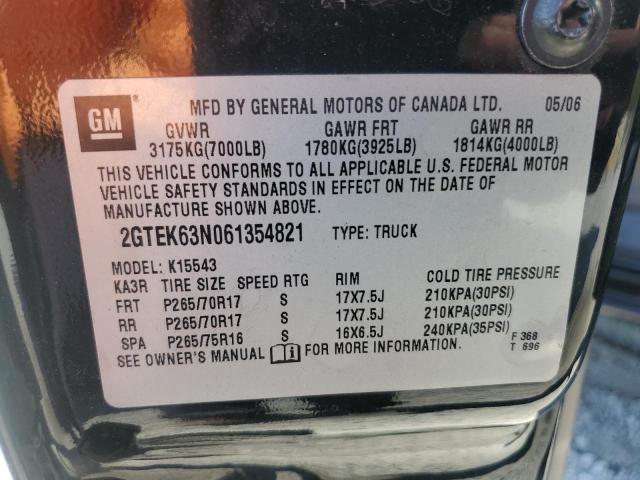 GM
MFD BY GENERAL MOTORS OF CANADA LTD. 05/06
GVWR GAWR FRT GAWR RR
3175KG(7000LB) 1780KG(3925LB) 1814KG(4000LB)
THIS VEHICLE CONFORMS TO ALL APPLICABLE U.S. FEDERAL MOTOR
VEHICLE SAFETY STANDARDS IN EFFECT ON THE DATE OF
MANUFACTURE SHOWN ABOVE.
2GTEK63N061354821 TYPE: TRUCK
MODEL: K15543
KA3R TIRE SIZE SPEED RTG RIM COLD TIRE PRESSURE
FRT P265/70R17 S 17X7.5J 210KPA(30PSI)
RR P265/70R17 S 17X7.5J 210KPA(30PSI)
SPA P265/75R16 S 16X6.5J 240KPA(35PSI) F 368
SEE OWNER'S MANUAL FOR MORE INFORMATION. T 696